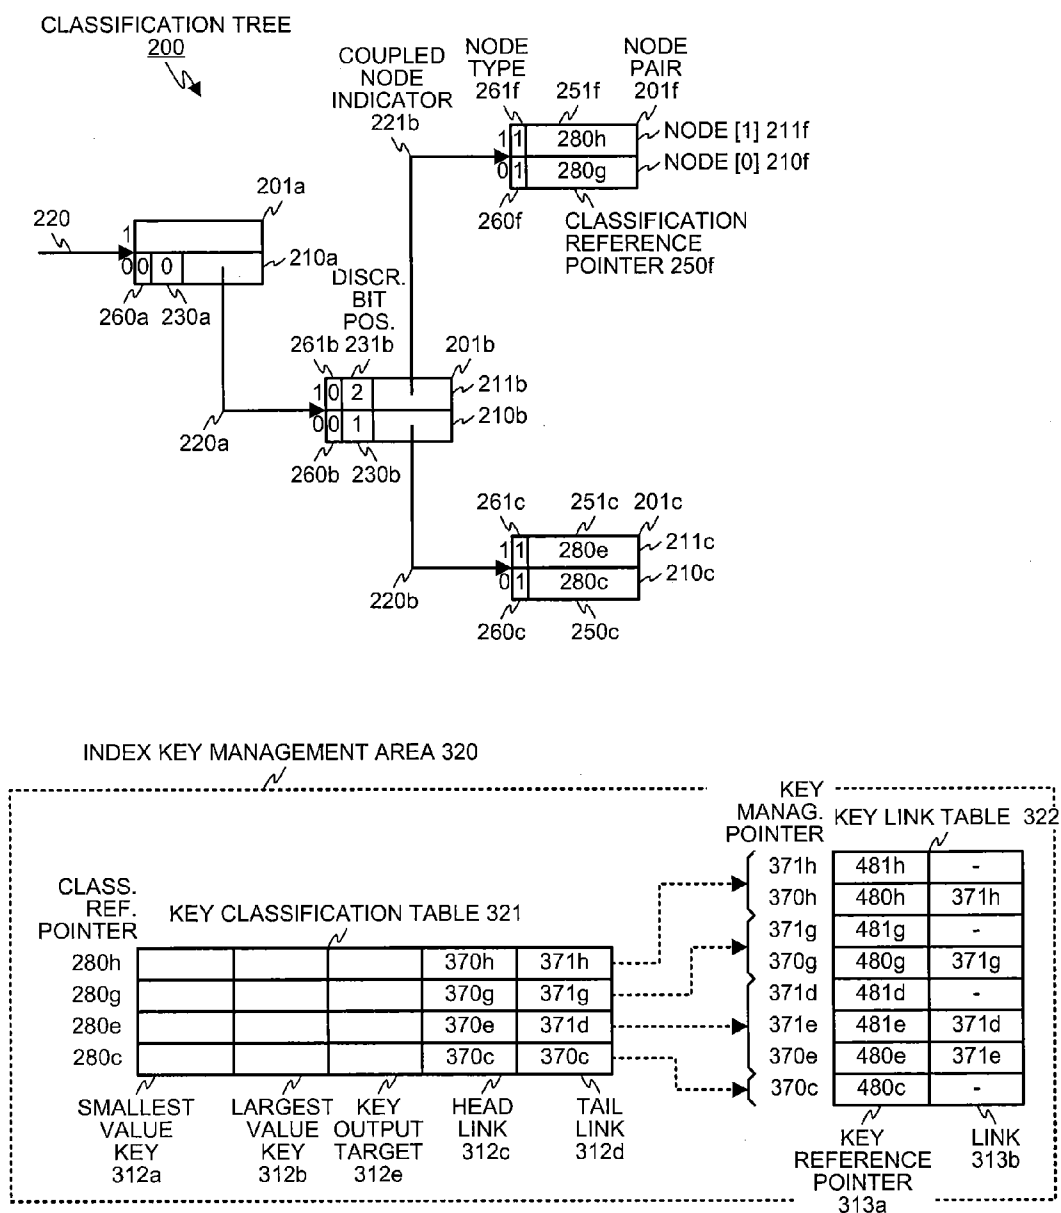 CLASSIFICATION TREE
200
COUPLED
NODE
INDICATOR
221b
NODE
TYPE
261f
251f
NODE
PAIR
201f
1 1 280h
NODE [1] 211f
0 1 280g
NODE [0] 210f
260f
CLASSIFICATION
REFERENCE
POINTER 250f
220
201a
1
0 0 0
210a
260a
230a
220a
DISCR.
BIT
POS.
261b
231b
201b
1 0 2
211b
0 0 1
210b
260b
230b
220b
261c
251c
201c
1 1 280e
211c
0 1 280c
210c
260c
250c
INDEX KEY MANAGEMENT AREA 320
KEY
MANAG.
POINTER
KEY LINK TABLE 322
371h 481h -
370h 480h 371h
371g 481g -
370g 480g 371g
371d 481d -
371e 481e 371d
370e 480e 371e
370c 480c -
KEY
REFERENCE
POINTER
313a
LINK
313b
CLASS.
REF.
POINTER
KEY CLASSIFICATION TABLE 321
280h 370h 371h
280g 370g 371g
280e 370e 371d
280c 370c 370c
SMALLEST
VALUE
KEY
312a
LARGEST
VALUE
KEY
312b
KEY
OUTPUT
TARGET
312e
HEAD
LINK
312c
TAIL
LINK
312d